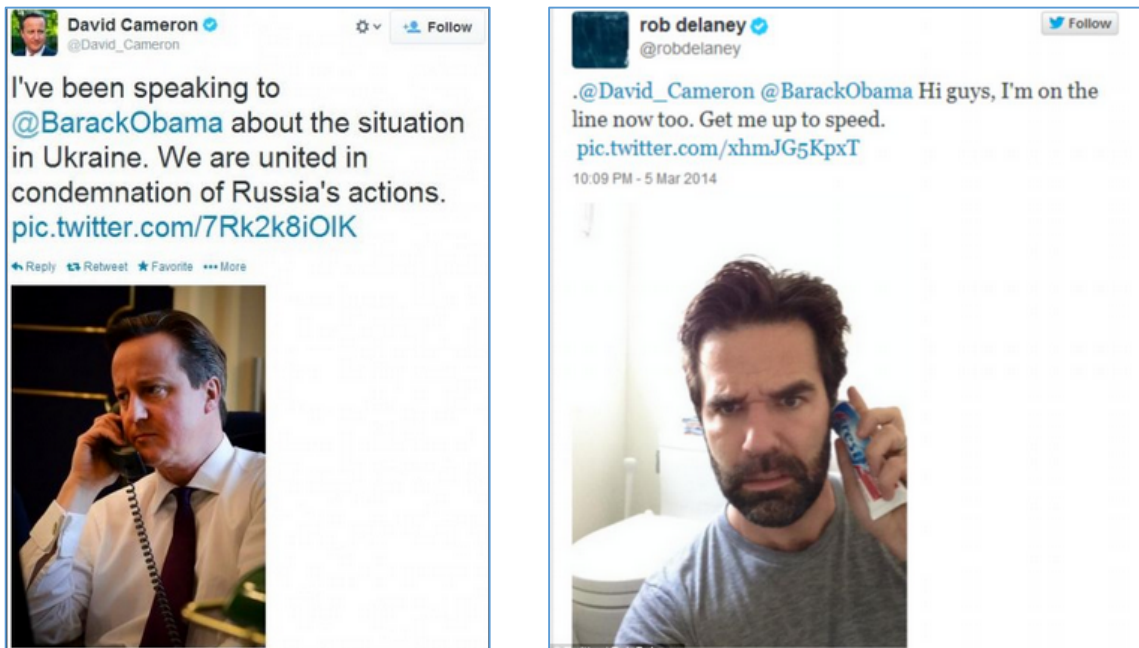 David Cameron
@David_Cameron
Follow
I've been speaking to
@BarackObama about the situation
in Ukraine. We are united in
condemnation of Russia's actions.
pic.twitter.com/7Rk2k8iOIK
Reply Retweet Favorite More
rob delaney
@robdelaney
Follow
.@David_Cameron @BarackObama Hi guys, I'm on the
line now too. Get me up to speed.
pic.twitter.com/xhmJG5KpxT
10:09 PM - 5 Mar 2014